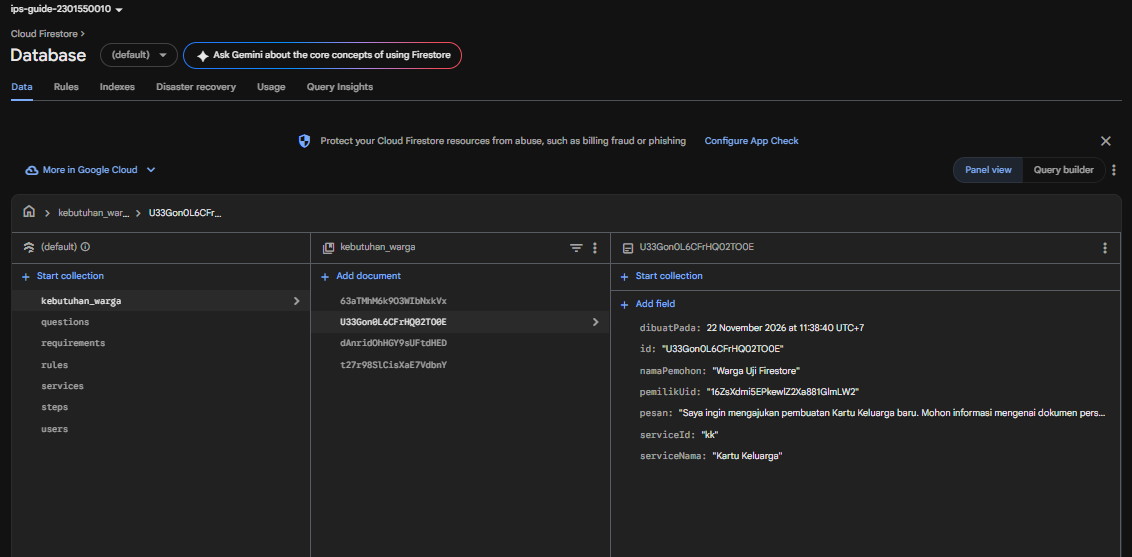 ips-guide-2301550010
Cloud Firestore >
Database (default) Ask Gemini about the core concepts of using Firestore
Data Rules Indexes Disaster recovery Usage Query Insights
Protect your Cloud Firestore resources from abuse, such as billing fraud or phishing Configure App Check
More in Google Cloud Panel view Query builder
kebutuhan_war... U33Gon0L6CFr...
(default) kebutuhan_warga U33Gon0L6CFrHQ02TO0E
+ Start collection + Add document + Start collection
kebutuhan_warga
questions
requirements
rules
services
steps
users
63aTMhM6k9O3WIbNxkVx
U33Gon0L6CFrHQ02TO0E
dAnridOhHGY9sUFtdHED
t27r98SlCisXaE7VdbnY
+ Add field
dibuatPada: 22 November 2026 at 11:38:40 UTC+7
id: "U33Gon0L6CFrHQ02TO0E"
namaPemohon: "Warga Uji Firestore"
pemilikUid: "16ZsXdmi5EPkewlZ2Xa881GlmLW2"
pesan: "Saya ingin mengajukan pembuatan Kartu Keluarga baru. Mohon informasi mengenai dokumen pers...
serviceId: "kk"
serviceNama: "Kartu Keluarga"